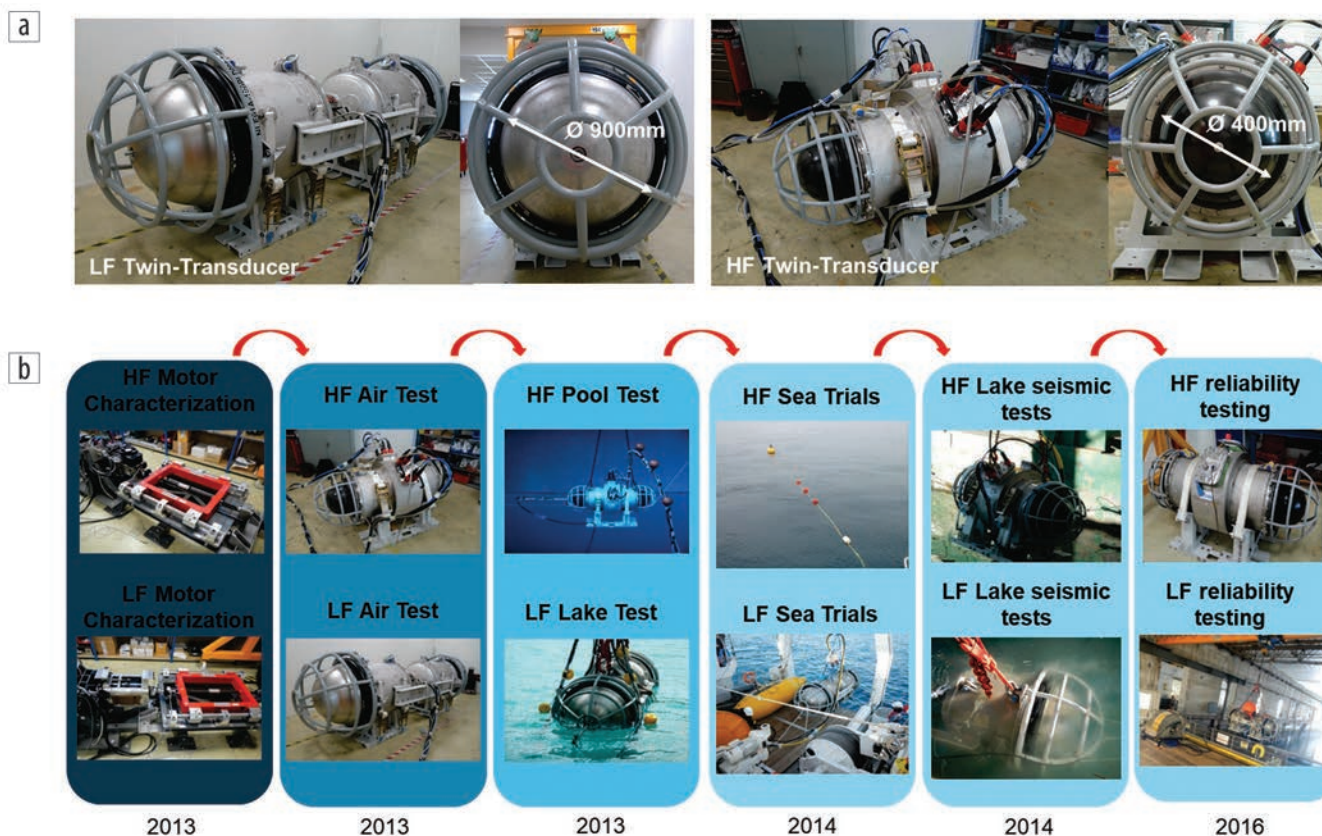 a
LF Twin-Transducer
Ø 900mm
HF Twin-Transducer
Ø 400mm
b
HF Motor
Characterization
HF Air Test
HF Pool Test
HF Sea Trials
HF Lake seismic
tests
HF reliability
testing
LF Motor
Characterization
LF Air Test
LF Lake Test
LF Sea Trials
LF Lake seismic
tests
LF reliability
testing
2013
2013
2013
2014
2014
2016